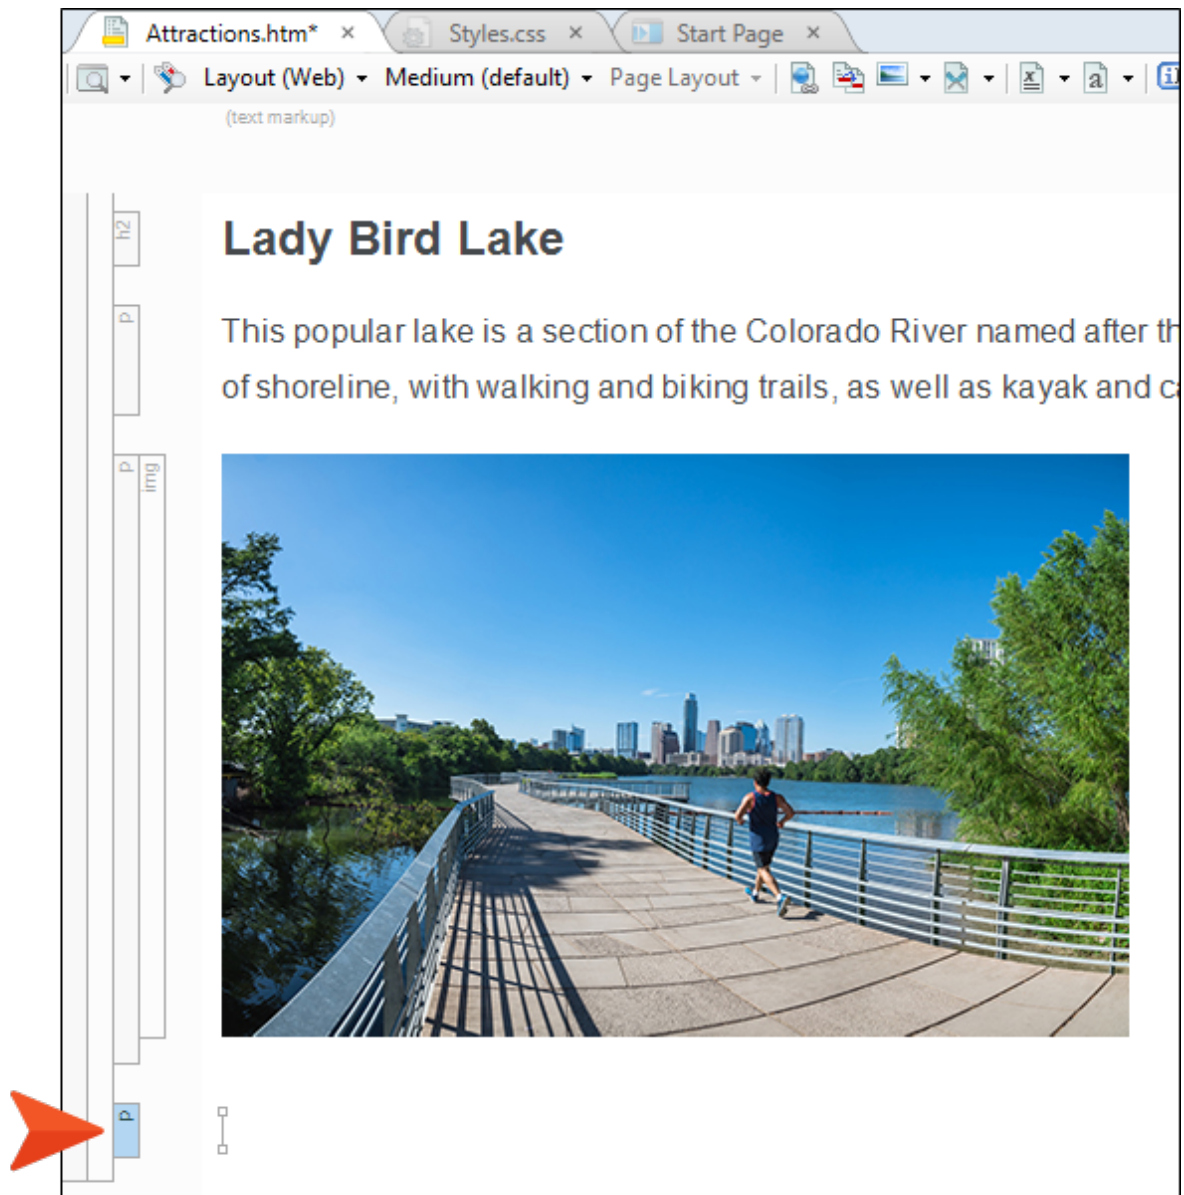 Attractions.htm* × Styles.css × Start Page ×
Layout (Web) Medium (default) Page Layout x a
(text markup)
h2
Lady Bird Lake
p
This popular lake is a section of the Colorado River named after th
of shoreline, with walking and biking trails, as well as kayak and ca
p img
p